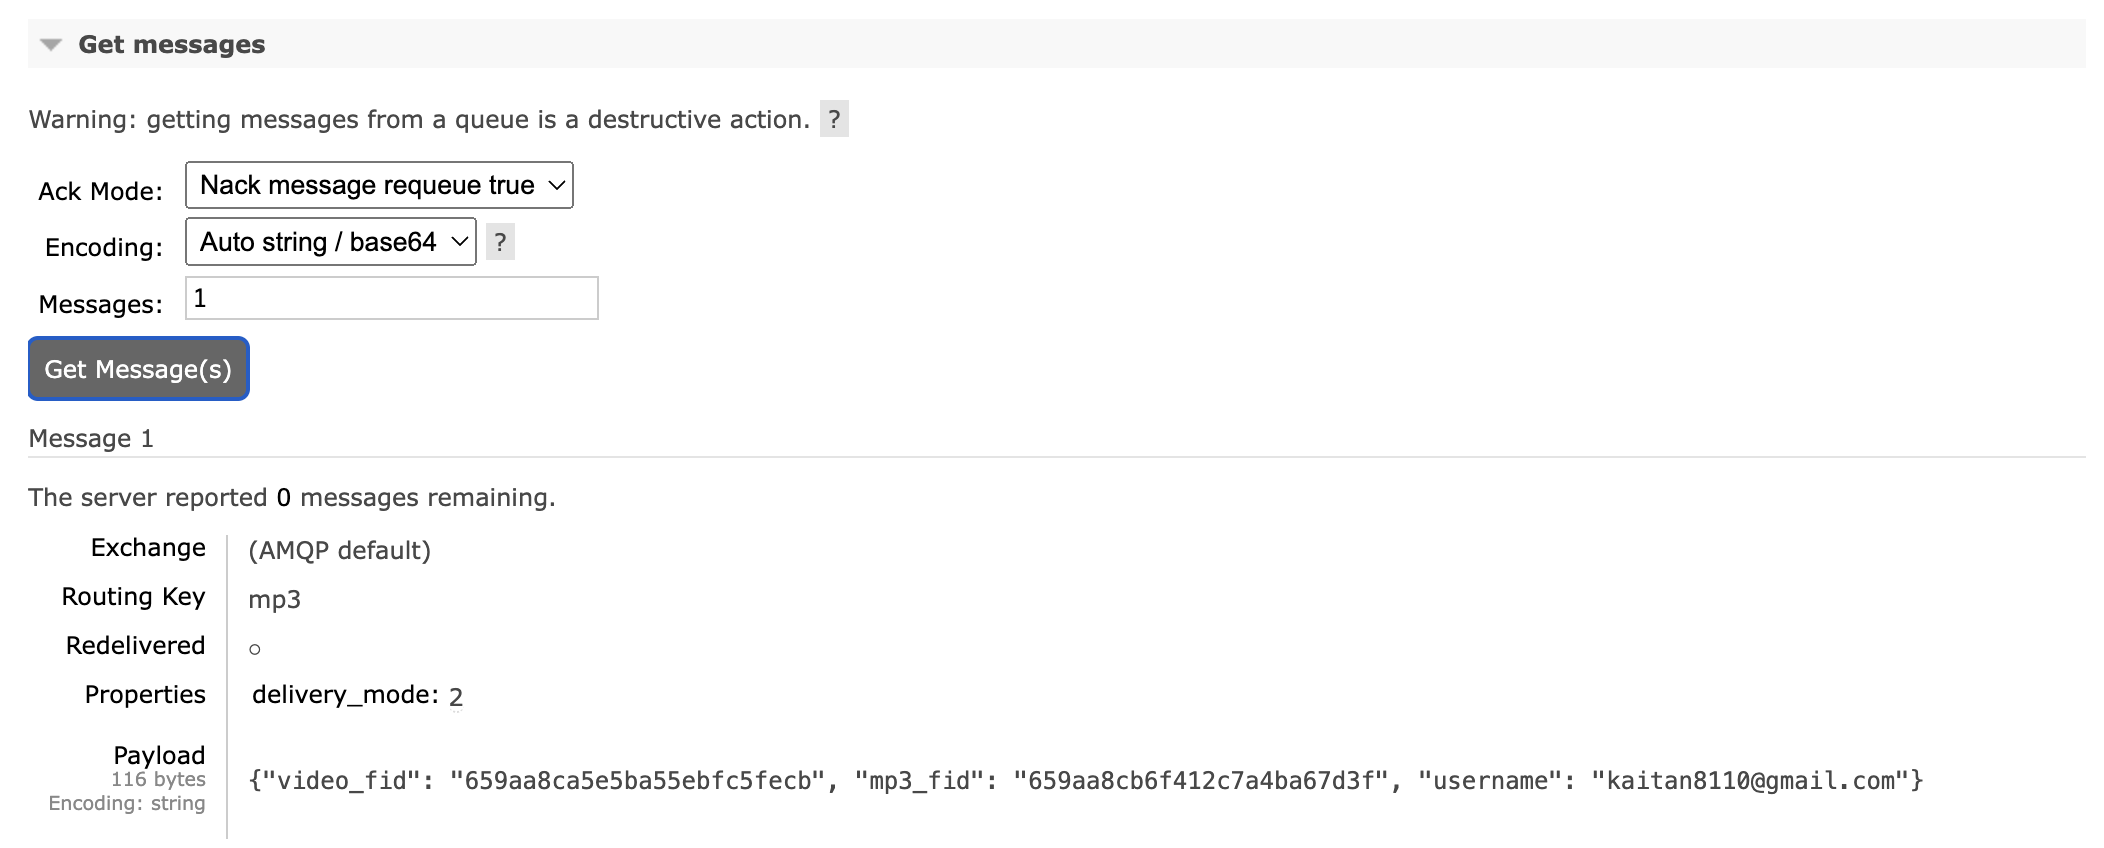 Get messages
Warning: getting messages from a queue is a destructive action. ?
Ack Mode: Nack message requeue true
Encoding: Auto string / base64 ?
Messages: 1
Get Message(s)
Message 1
The server reported 0 messages remaining.
Exchange (AMQP default)
Routing Key mp3
Redelivered ○
Properties delivery_mode: 2
Payload
116 bytes
Encoding: string
{"video_fid": "659aa8ca5e5ba55ebfc5fecb", "mp3_fid": "659aa8cb6f412c7a4ba67d3f", "username": "kaitan8110@gmail.com"}